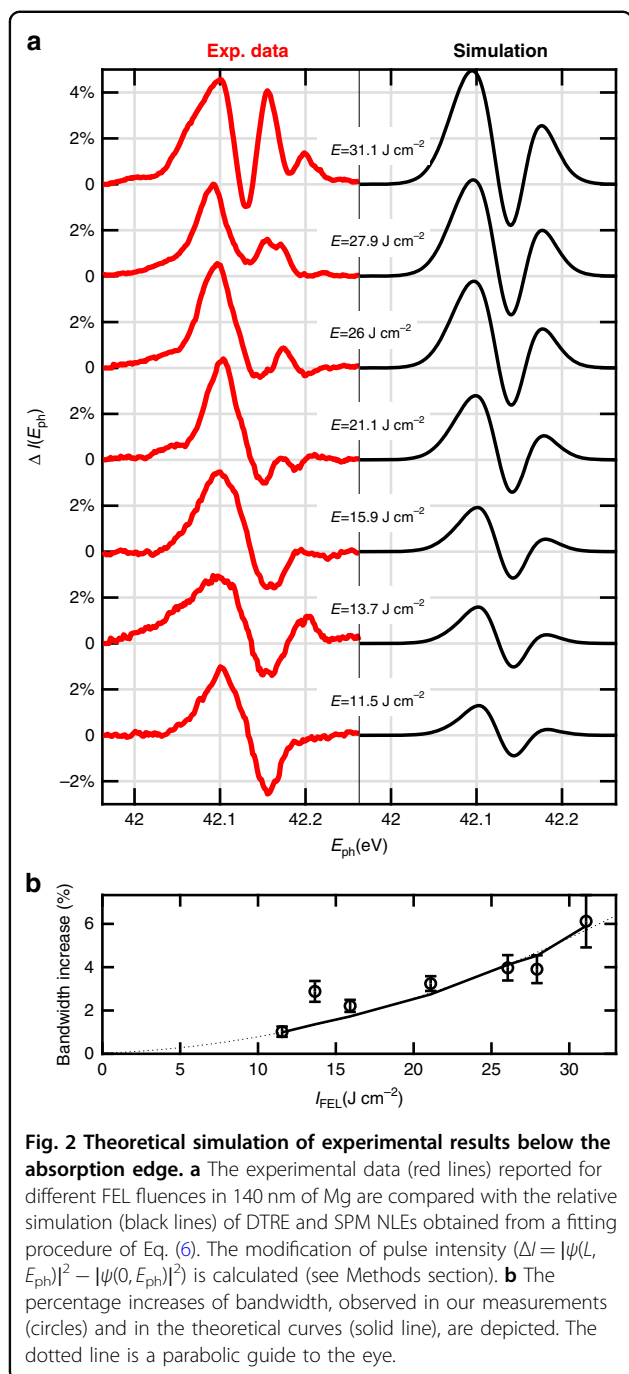 a
Exp. data
Simulation
4%
2%
0
E=31.1 J cm⁻²
2%
0
E=27.9 J cm⁻²
2%
0
E=26 J cm⁻²
2%
0
E=21.1 J cm⁻²
2%
0
E=15.9 J cm⁻²
2%
0
E=13.7 J cm⁻²
2%
0
−2%
E=11.5 J cm⁻²
Δ I(Eph)
42 42.1 42.2 42 42.1 42.2
Eph(eV)
b
Bandwidth increase (%)
6
4
2
0
0 5 10 15 20 25 30
IFEL(J cm⁻²)
Fig. 2 Theoretical simulation of experimental results below the
absorption edge. a The experimental data (red lines) reported for
different FEL fluences in 140 nm of Mg are compared with the relative
simulation (black lines) of DTRE and SPM NLEs obtained from a fitting
procedure of Eq. (6). The modification of pulse intensity (ΔI = |ψ(L,
Eph)|² − |ψ(0, Eph)|²) is calculated (see Methods section). b The
percentage increases of bandwidth, observed in our measurements
(circles) and in the theoretical curves (solid line), are depicted. The
dotted line is a parabolic guide to the eye.